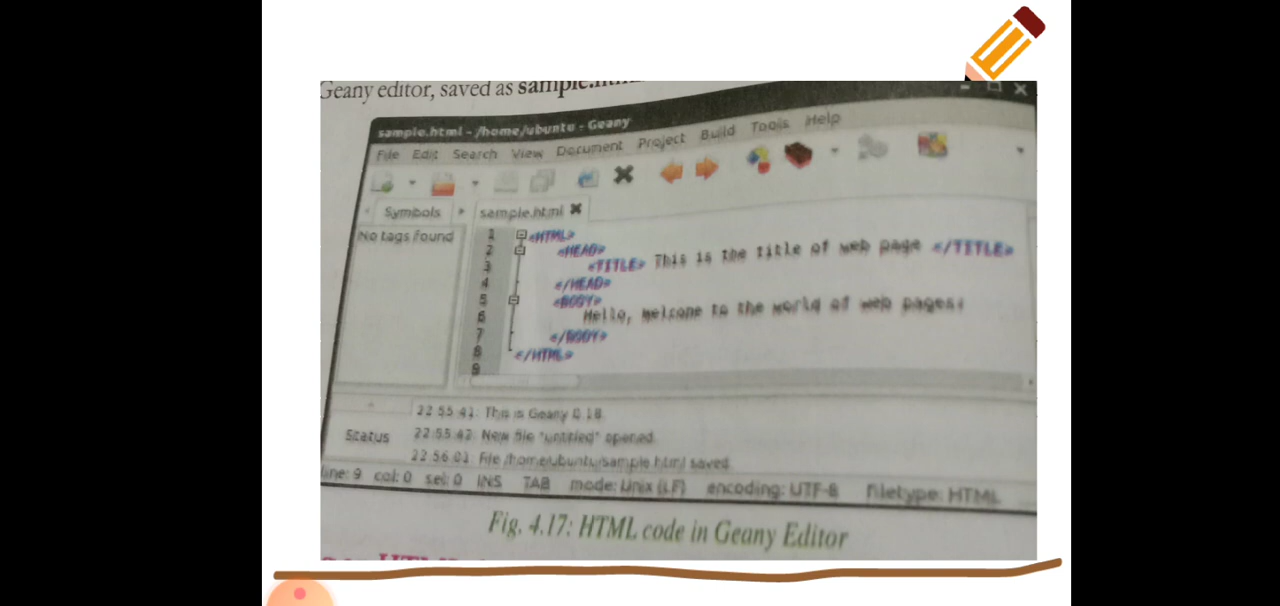 Geany editor, saved as sample.html
sample.html - /home/ubuntu - Geany
File Edit Search View Document Project Build Tools Help
Symbols
sample.html
No tags found
1 <HTML>
2 <HEAD>
3 <TITLE> This is the title of web page </TITLE>
4 </HEAD>
5 <BODY>
6 Hello, welcome to the world of web pages!
7 </BODY>
8 </HTML>
9
22:55:41: This is Geany 0.18.
Status
22:55:42: New file "untitled" opened.
22:56:01: File /home/ubuntu/sample.html saved.
line: 9 col: 0 sel: 0 INS TAB mode: Unix (LF) encoding: UTF-8 filetype: HTML
Fig. 4.17: HTML code in Geany Editor